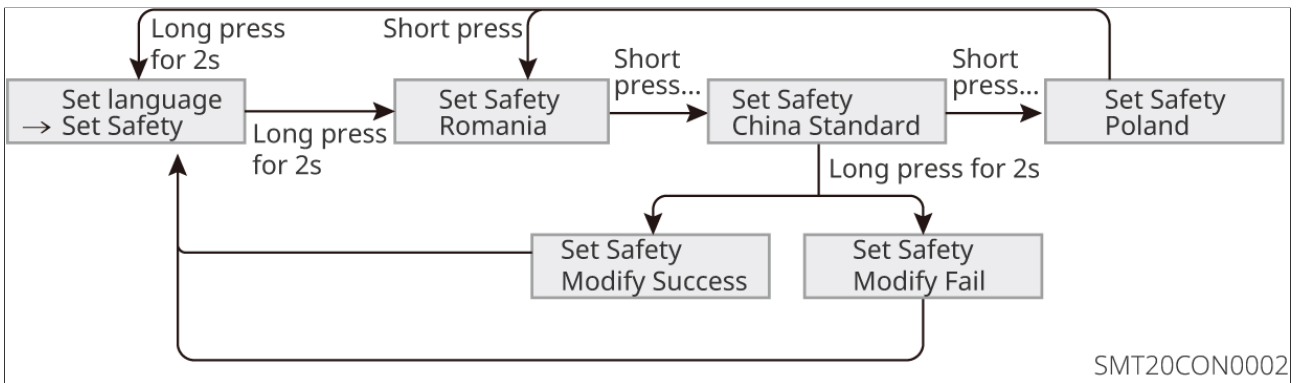 Long press
for 2s
Short press
Set language
→ Set Safety
Long press
for 2s
Set Safety
Romania
Short
press...
Set Safety
China Standard
Short
press...
Set Safety
Poland
Long press for 2s
Set Safety
Modify Success
Set Safety
Modify Fail
SMT20CON0002